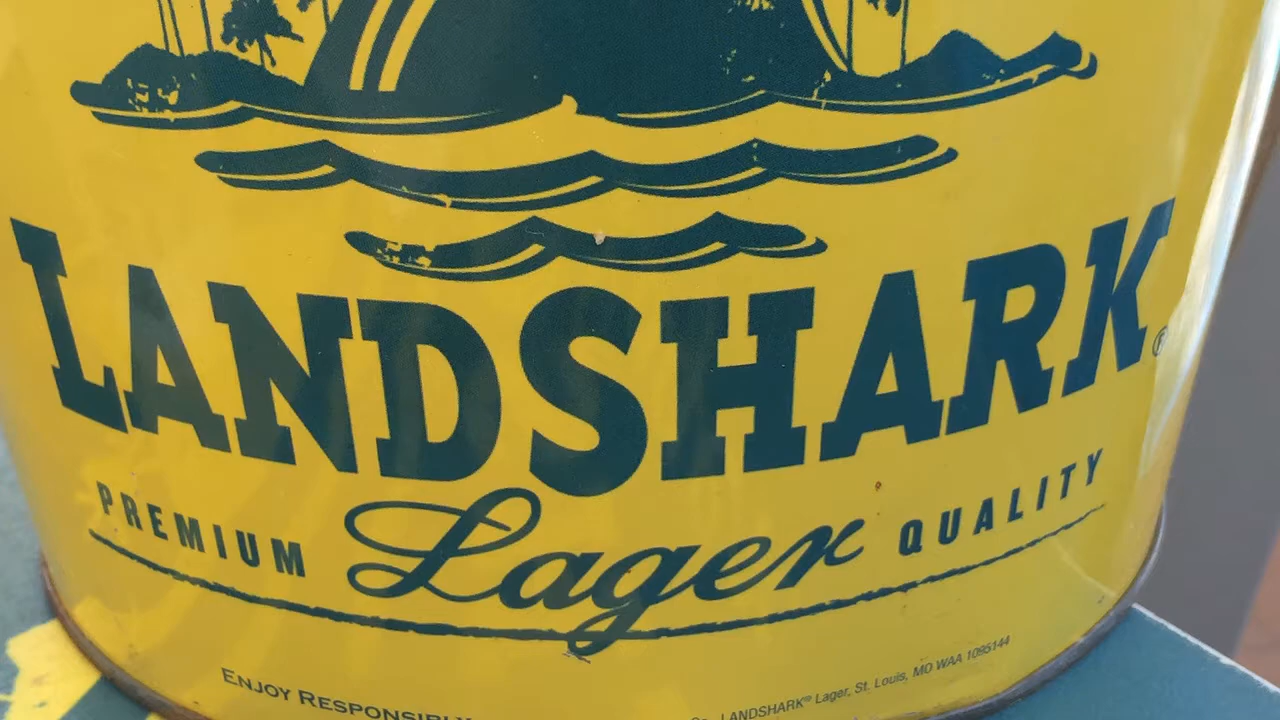 LANDSHARK®
PREMIUM Lager QUALITY
ENJOY RESPONSIBLY
LANDSHARK® Lager, St. Louis, MO WAA 1095144